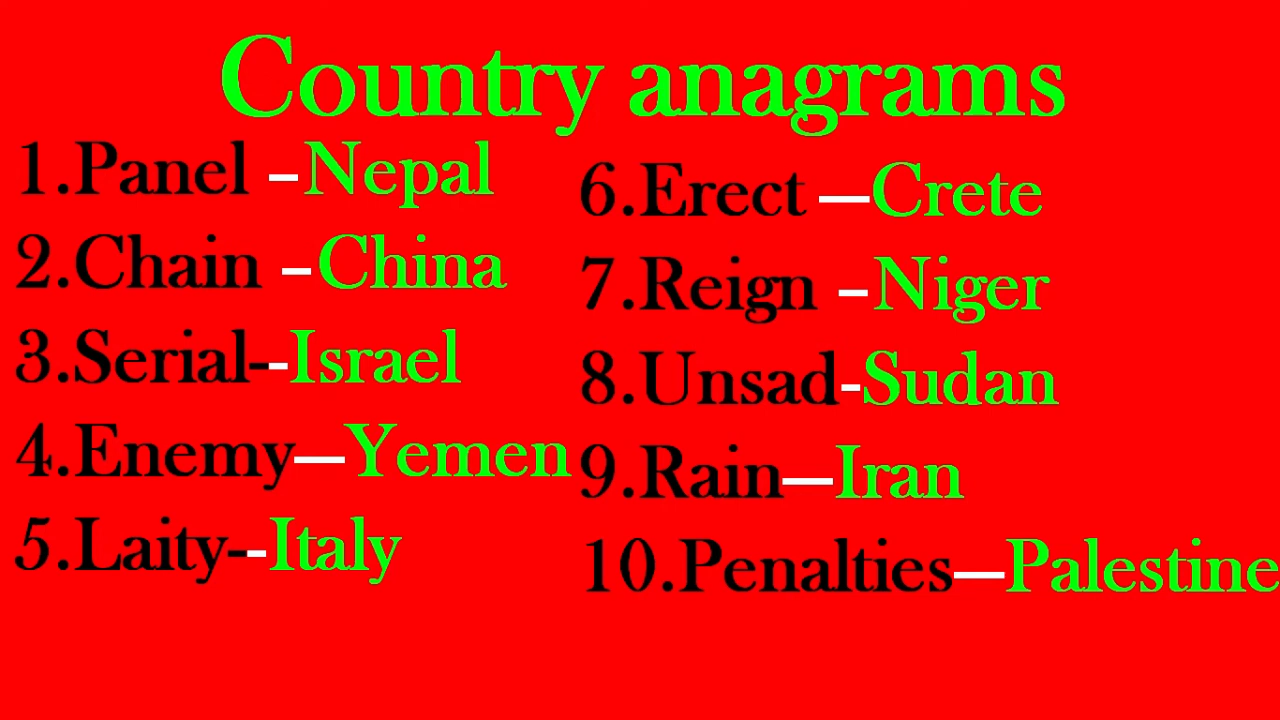 Country anagrams
1.Panel –Nepal
2.Chain –China
3.Serial--Israel
4.Enemy—Yemen
5.Laity--Italy
6.Erect —Crete
7.Reign –Niger
8.Unsad-Sudan
9.Rain—Iran
10.Penalties—Palestine